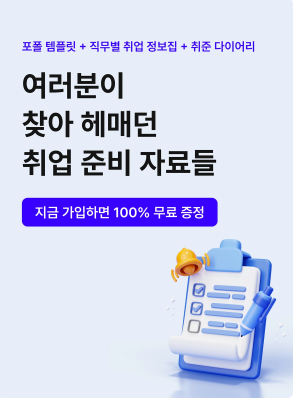 포폴 템플릿 + 직무별 취업 정보집 + 취준 다이어리
여러분이
찾아 헤매던
취업 준비 자료들
지금 가입하면 100% 무료 증정